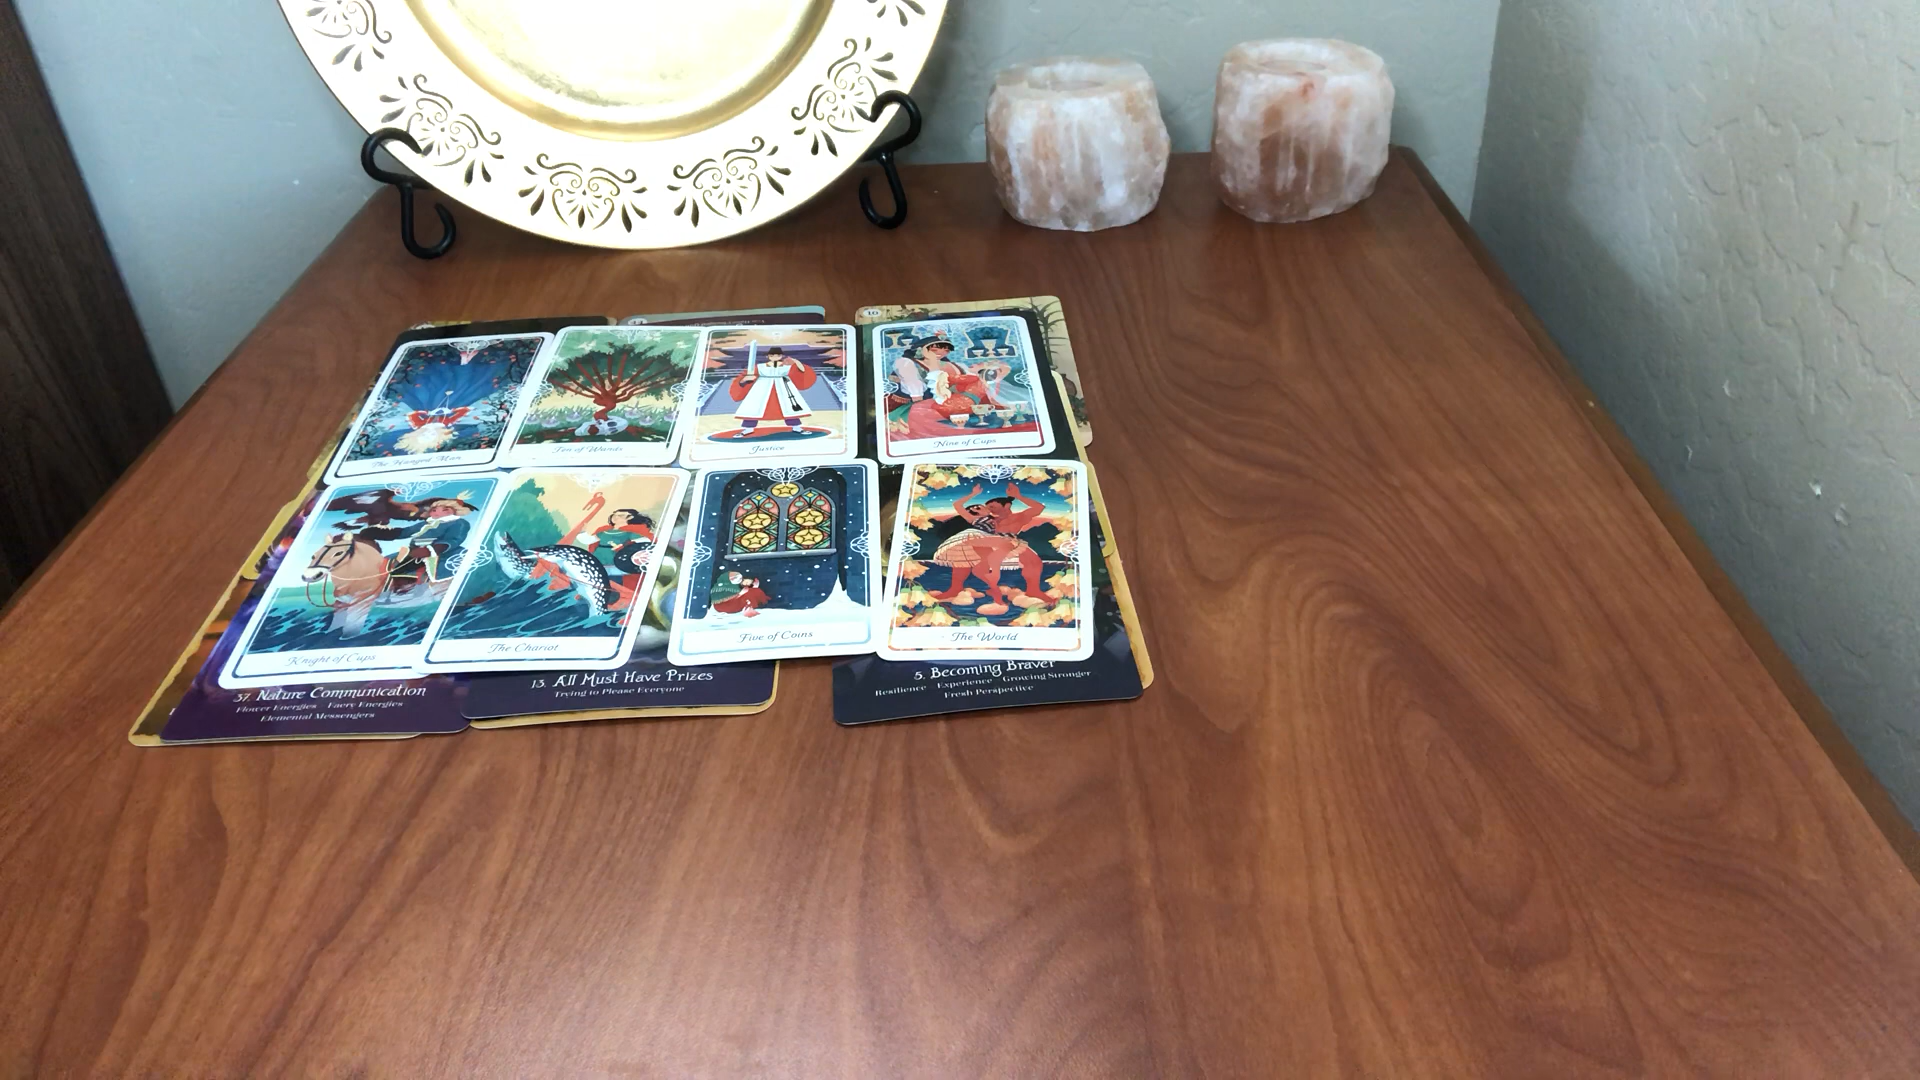 10
The Hanged Man
Ten of Wands
Justice
Nine of Cups
Knight of Cups
The Chariot
Five of Coins
The World
37. Nature Communication
Flower Energies Faery Energies
Elemental Messengers
13. All Must Have Prizes
Trying to Please Everyone
5. Becoming Braver
Resilience Experience Growing Stronger
Fresh Perspective